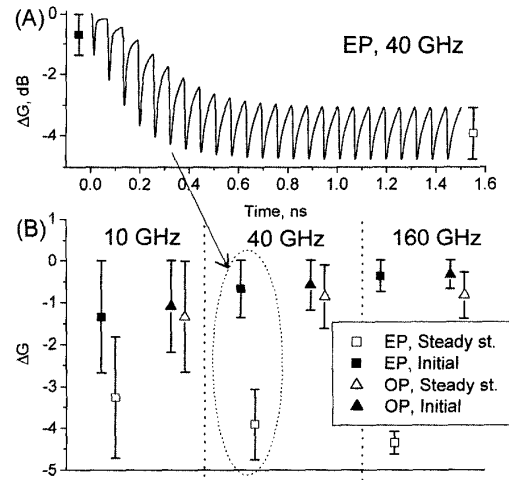 (A)
EP, 40 GHz
ΔG, dB
0
-2
-4
0.0 0.2 0.4 0.6 0.8 1.0 1.2 1.4 1.6
Time, ns
(B)
10 GHz 40 GHz 160 GHz
ΔG
1
0
-1
-2
-3
-4
-5
EP, Steady st.
EP, Initial
OP, Steady st.
OP, Initial